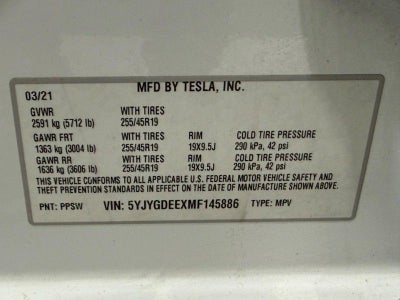 MFD BY TESLA, INC.
03/21
GVWR WITH TIRES
2591 kg (5712 lb) 255/45R19
GAWR FRT WITH TIRES RIM COLD TIRE PRESSURE
1363 kg (3004 lb) 255/45R19 19X9.5J 290 kPa, 42 psi
GAWR RR WITH TIRES RIM COLD TIRE PRESSURE
1636 kg (3606 lb) 255/45R19 19X9.5J 290 kPa, 42 psi
THIS VEHICLE CONFORMS TO ALL APPLICABLE U.S. FEDERAL MOTOR VEHICLE SAFETY AND
THEFT PREVENTION STANDARDS IN EFFECT ON THE DATE OF MANUFACTURE SHOWN ABOVE.
PNT: PPSW VIN: 5YJYGDEEXMF145886 TYPE: MPV